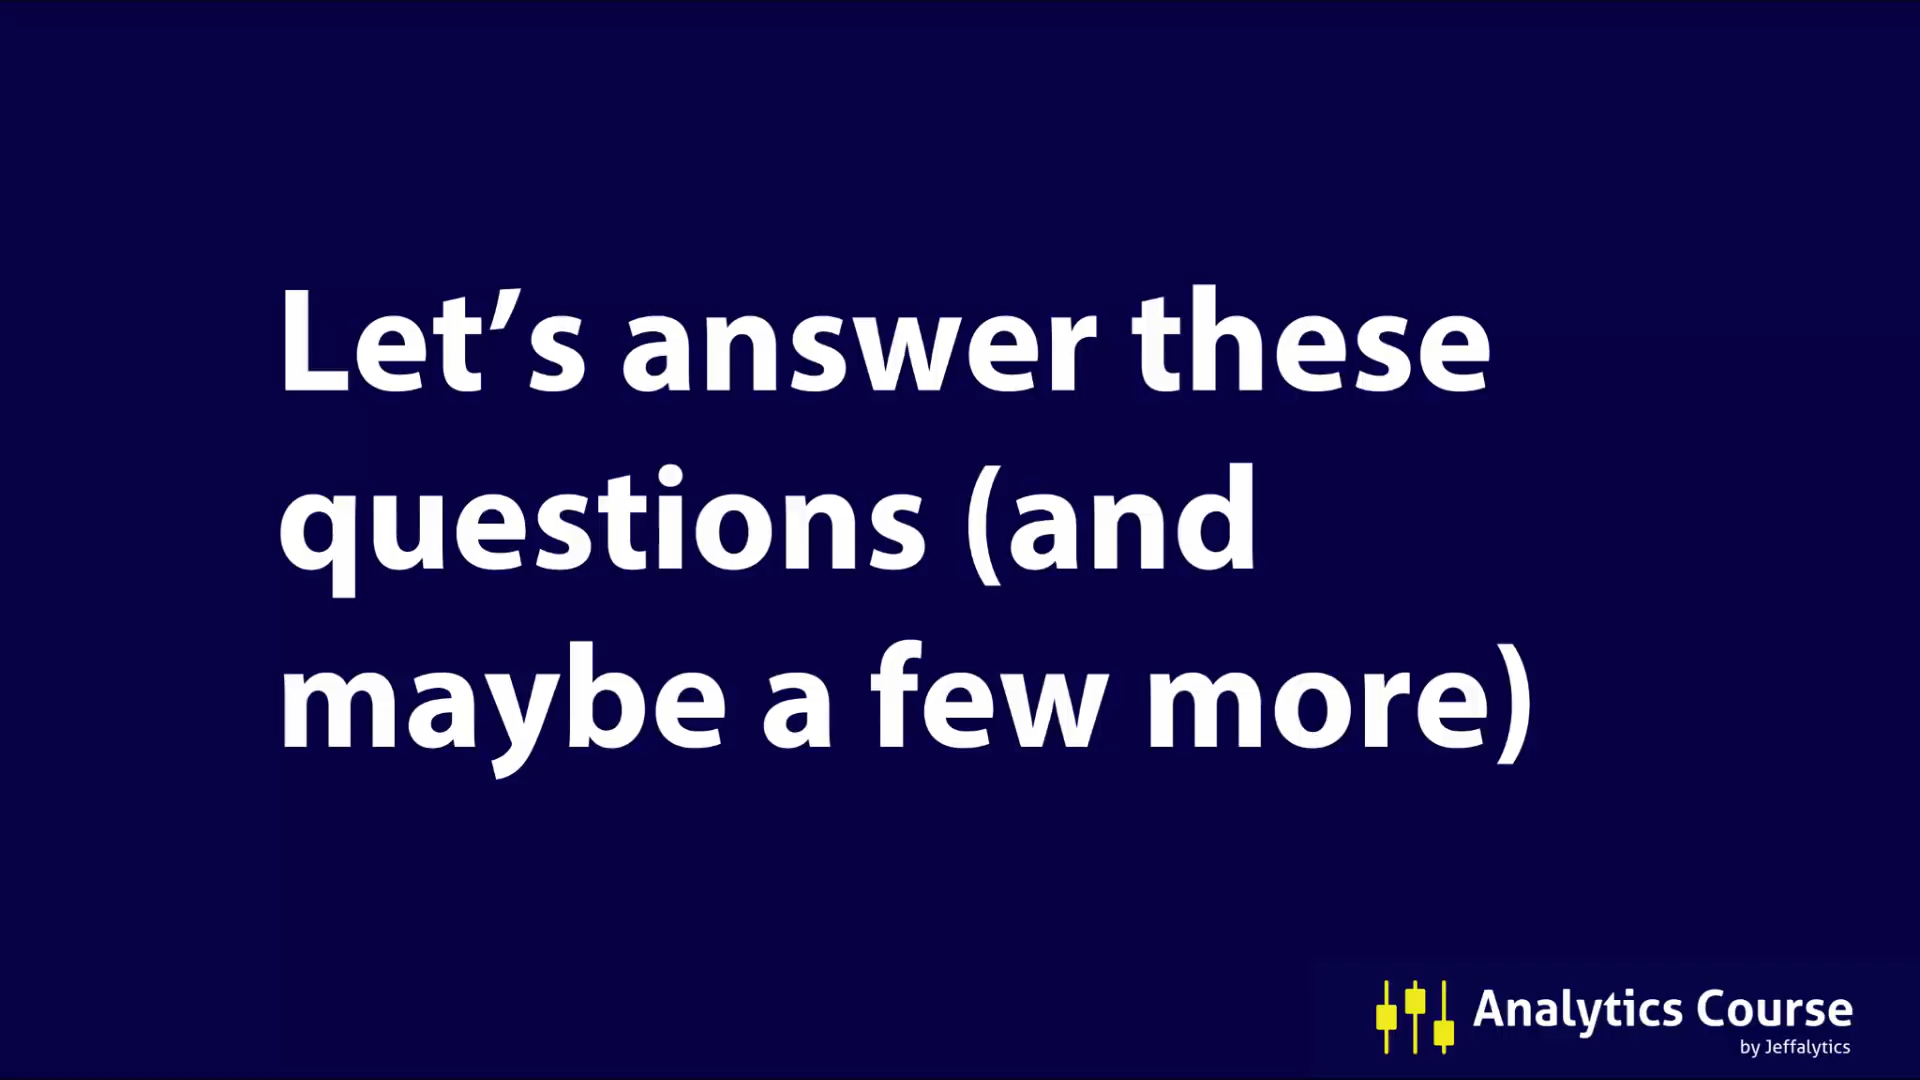 Let’s answer these
questions (and
maybe a few more)
Analytics Course
by Jeffalytics